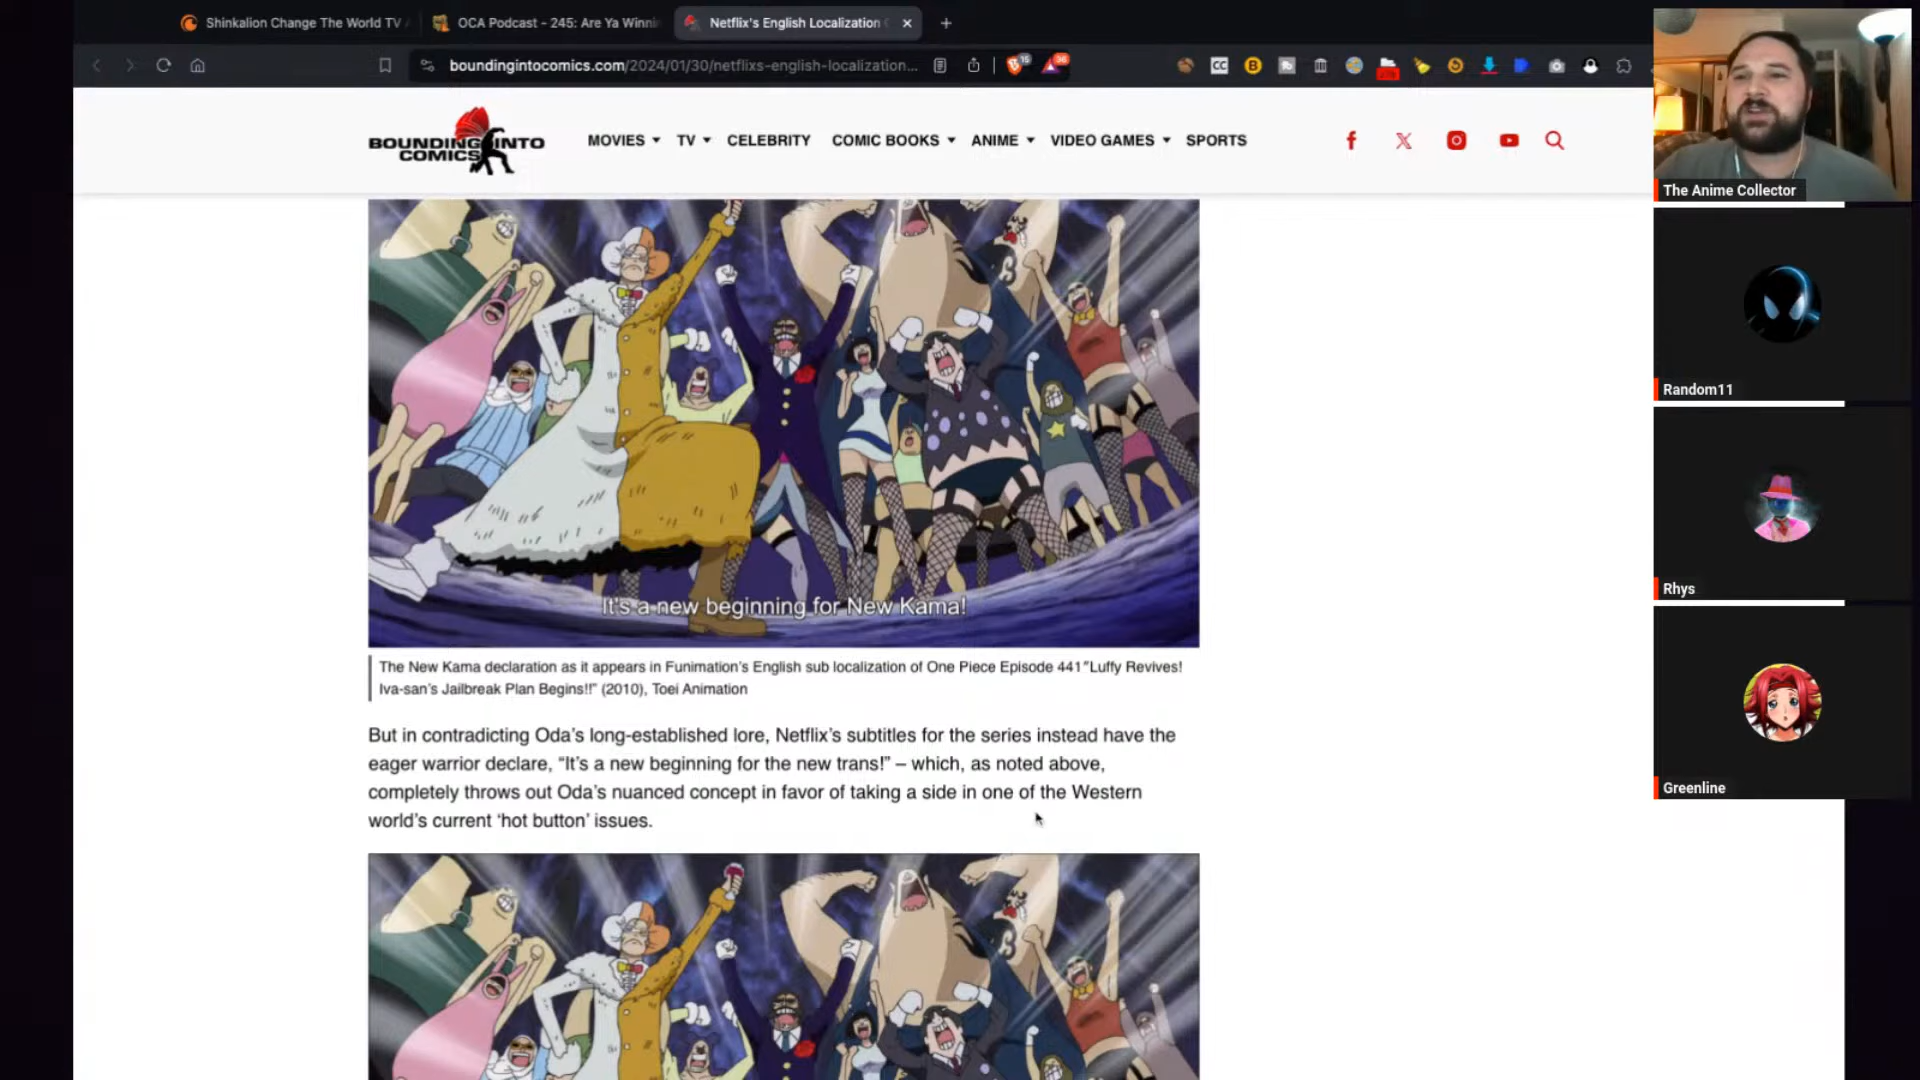 Shinkalion Change The World TV
OCA Podcast - 245: Are Ya Winni
Netflix's English Localization
boundingintocomics.com/2024/01/30/netflixs-english-localization...
BOUNDING INTO
COMICS
MOVIES
TV
CELEBRITY
COMIC BOOKS
ANIME
VIDEO GAMES
SPORTS
The Anime Collector
Random11
Rhys
Greenline
It's a new beginning for New Kama!
The New Kama declaration as it appears in Funimation's English sub localization of One Piece Episode 441"Luffy Revives!
Iva-san's Jailbreak Plan Begins!!" (2010), Toei Animation
But in contradicting Oda's long-established lore, Netflix's subtitles for the series instead have the
eager warrior declare, "It's a new beginning for the new trans!" – which, as noted above,
completely throws out Oda's nuanced concept in favor of taking a side in one of the Western
world's current 'hot button' issues.